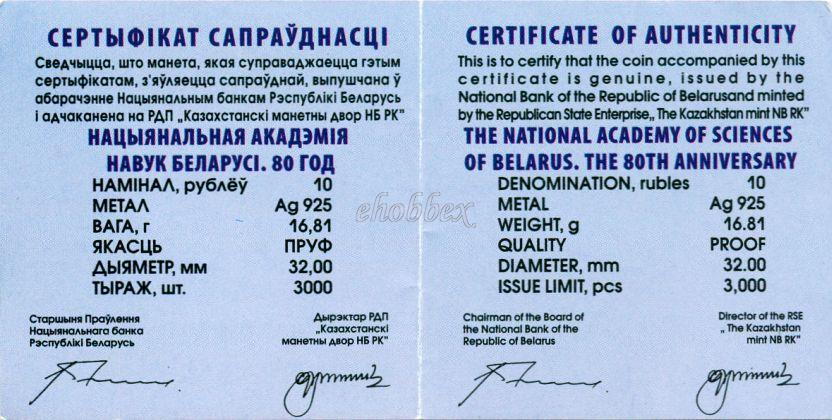 СЕРТЫФІКАТ САПРАЎДНАСЦІ
Сведчыцца, што манета, якая суправаджаецца гэтым
сертыфікатам, з'яўляецца сапраўднай, выпушчана ў
абарачэнне Нацыянальным банкам Рэспублікі Беларусь
і адчаканена на РДП „Казахстанскі манетны двор НБ РК”
НАЦЫЯНАЛЬНАЯ АКАДЭМІЯ
НАВУК БЕЛАРУСІ. 80 ГОД
НАМІНАЛ, рублёў 10
МЕТАЛ Ag 925
ВАГА, г 16,81
ЯКАСЦЬ ПРУФ
ДЫЯМЕТР, мм 32,00
ТЫРАЖ, шт. 3000
Старшыня Праўлення
Нацыянальнага банка
Рэспублікі Беларусь
Дырэктар РДП
„Казахстанскі
манетны двор НБ РК”
ehobbex
CERTIFICATE OF AUTHENTICITY
This is to certify that the coin accompanied by this
certificate is genuine, issued by the
National Bank of the Republic of Belarusand minted
by the Republican State Enterprise„ The Kazakhstan mint NB RK”
THE NATIONAL ACADEMY OF SCIENCES
OF BELARUS. THE 80TH ANNIVERSARY
DENOMINATION, rubles 10
METAL Ag 925
WEIGHT, g 16.81
QUALITY PROOF
DIAMETER, mm 32.00
ISSUE LIMIT, pcs 3,000
Chairman of the Board of
the National Bank of the
Republic of Belarus
Director of the RSE
„ The Kazakhstan
mint NB RK”